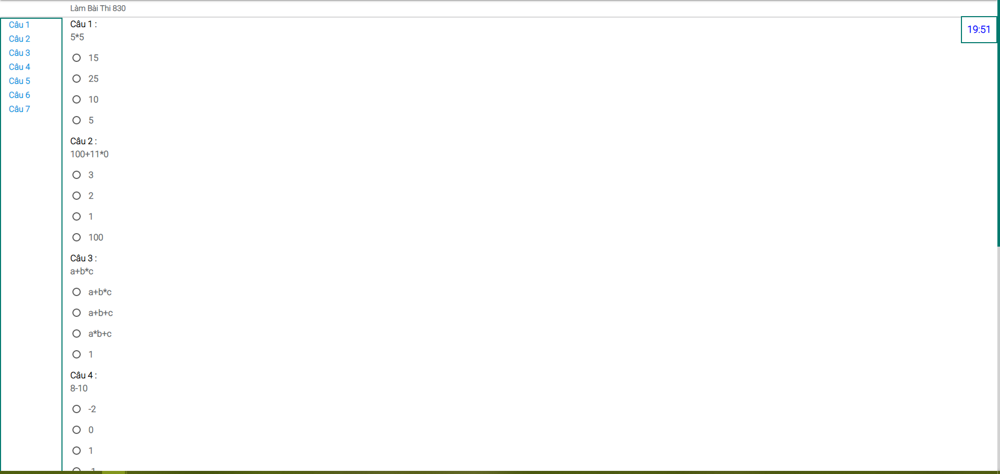 Làm Bài Thi 830
Câu 1
Câu 2
Câu 3
Câu 4
Câu 5
Câu 6
Câu 7
Câu 1 :
5*5
15
25
10
5
Câu 2 :
100+11*0
3
2
1
100
Câu 3 :
a+b*c
a+b*c
a+b+c
a*b+c
1
Câu 4 :
8-10
-2
0
1
19:51